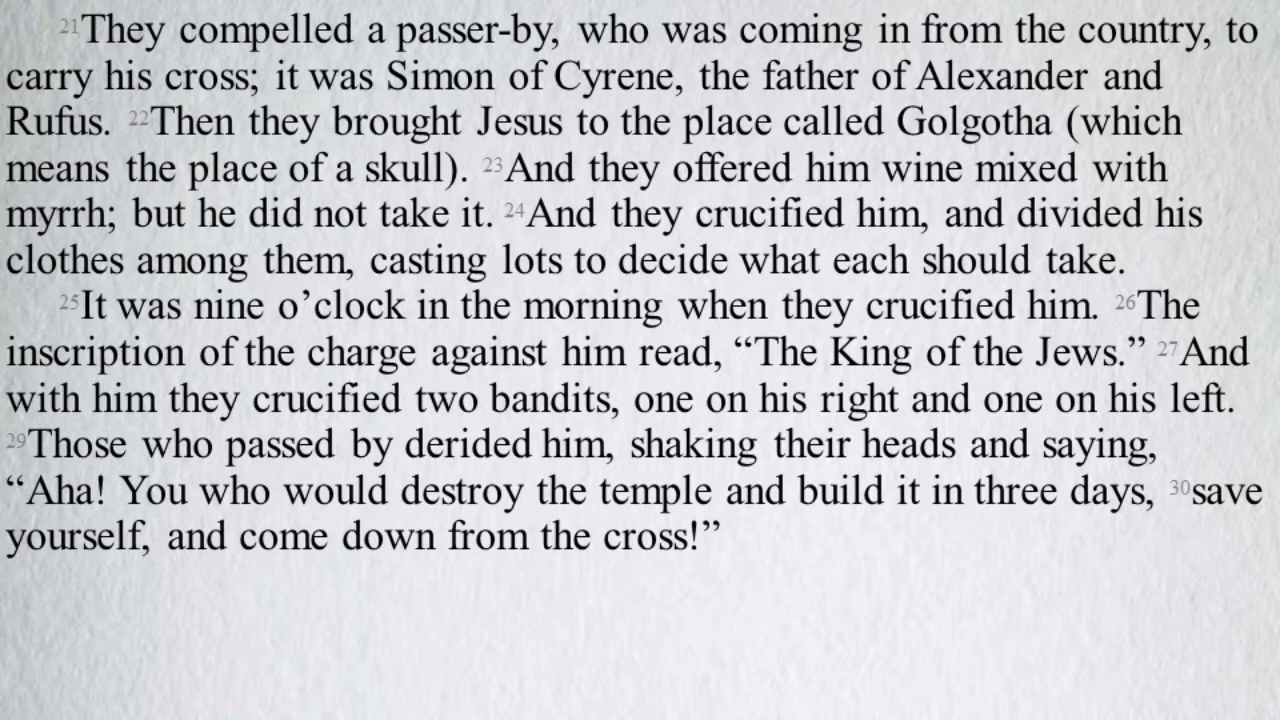 21They compelled a passer-by, who was coming in from the country, to
carry his cross; it was Simon of Cyrene, the father of Alexander and
Rufus. 22Then they brought Jesus to the place called Golgotha (which
means the place of a skull). 23And they offered him wine mixed with
myrrh; but he did not take it. 24And they crucified him, and divided his
clothes among them, casting lots to decide what each should take.
25It was nine o’clock in the morning when they crucified him. 26The
inscription of the charge against him read, “The King of the Jews.” 27And
with him they crucified two bandits, one on his right and one on his left.
29Those who passed by derided him, shaking their heads and saying,
“Aha! You who would destroy the temple and build it in three days, 30save
yourself, and come down from the cross!”